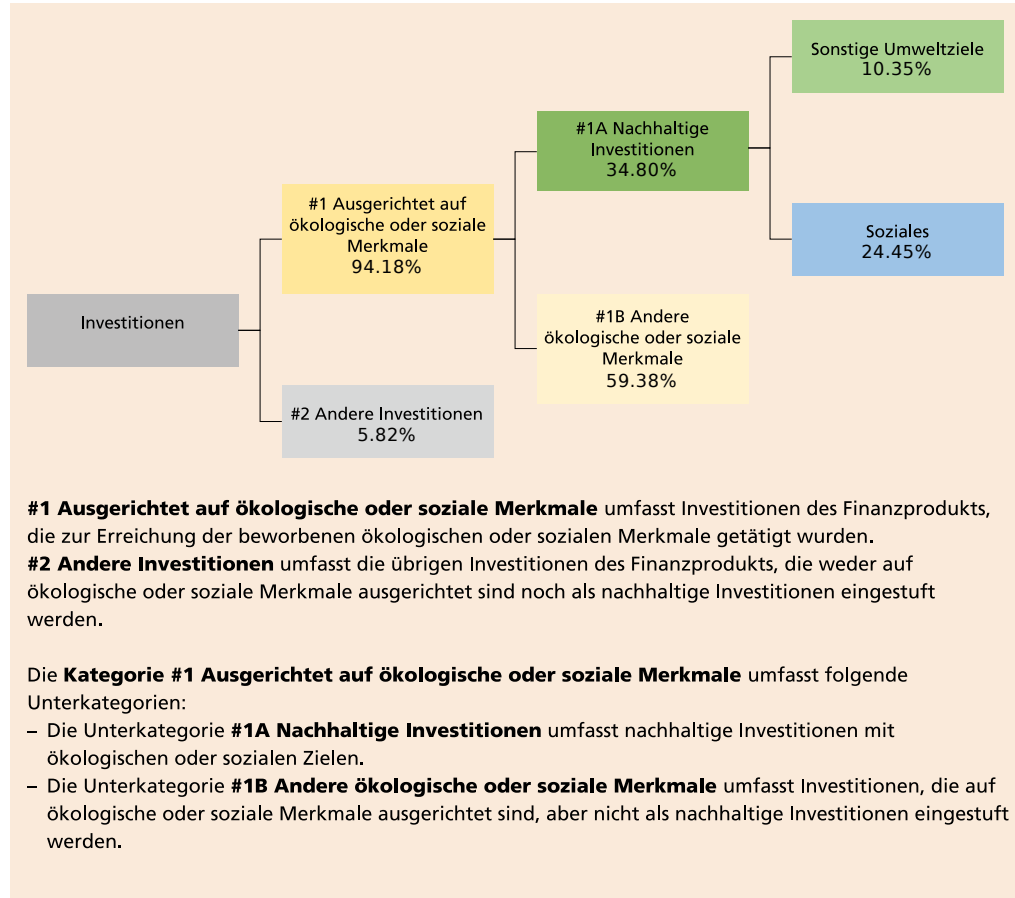 Sonstige Umweltziele
10.35%
#1A Nachhaltige
Investitionen
34.80%
#1 Ausgerichtet auf
ökologische oder soziale
Merkmale
94.18%
Soziales
24.45%
Investitionen
#1B Andere
ökologische oder soziale
Merkmale
59.38%
#2 Andere Investitionen
5.82%
#1 Ausgerichtet auf ökologische oder soziale Merkmale umfasst Investitionen des Finanzprodukts,
die zur Erreichung der beworbenen ökologischen oder sozialen Merkmale getätigt wurden.
#2 Andere Investitionen umfasst die übrigen Investitionen des Finanzprodukts, die weder auf
ökologische oder soziale Merkmale ausgerichtet sind noch als nachhaltige Investitionen eingestuft
werden.
Die Kategorie #1 Ausgerichtet auf ökologische oder soziale Merkmale umfasst folgende
Unterkategorien:
– Die Unterkategorie #1A Nachhaltige Investitionen umfasst nachhaltige Investitionen mit
ökologischen oder sozialen Zielen.
– Die Unterkategorie #1B Andere ökologische oder soziale Merkmale umfasst Investitionen, die auf
ökologische oder soziale Merkmale ausgerichtet sind, aber nicht als nachhaltige Investitionen eingestuft
werden.